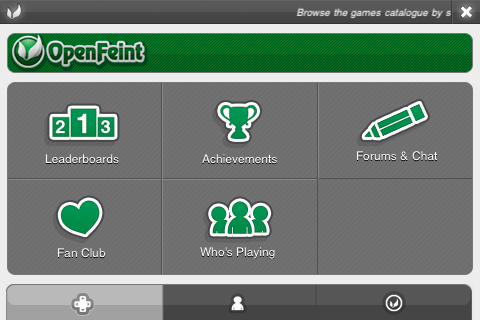 Browse the games catalogue by s
OpenFeint
2 1 3
Leaderboards
Achievements
Forums & Chat
Fan Club
Who's Playing